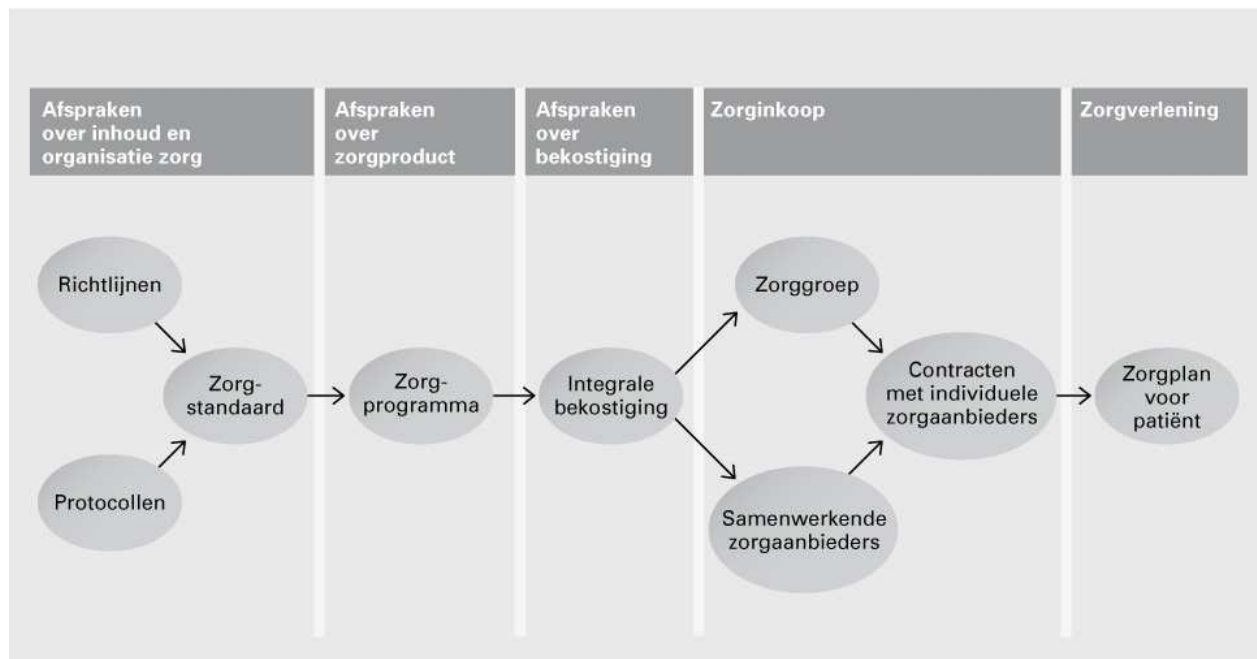 Afspraken
over inhoud en
organisatie zorg
Afspraken
over
zorgproduct
Afspraken
over
bekostiging
Zorginkoop
Zorgverlening
Richtlijnen
Protocollen
Zorg-
standaard
Zorg-
programma
Integrale
bekostiging
Zorggroep
Samenwerkende
zorgaanbieders
Contracten
met individuele
zorgaanbieders
Zorgplan
voor
patiënt